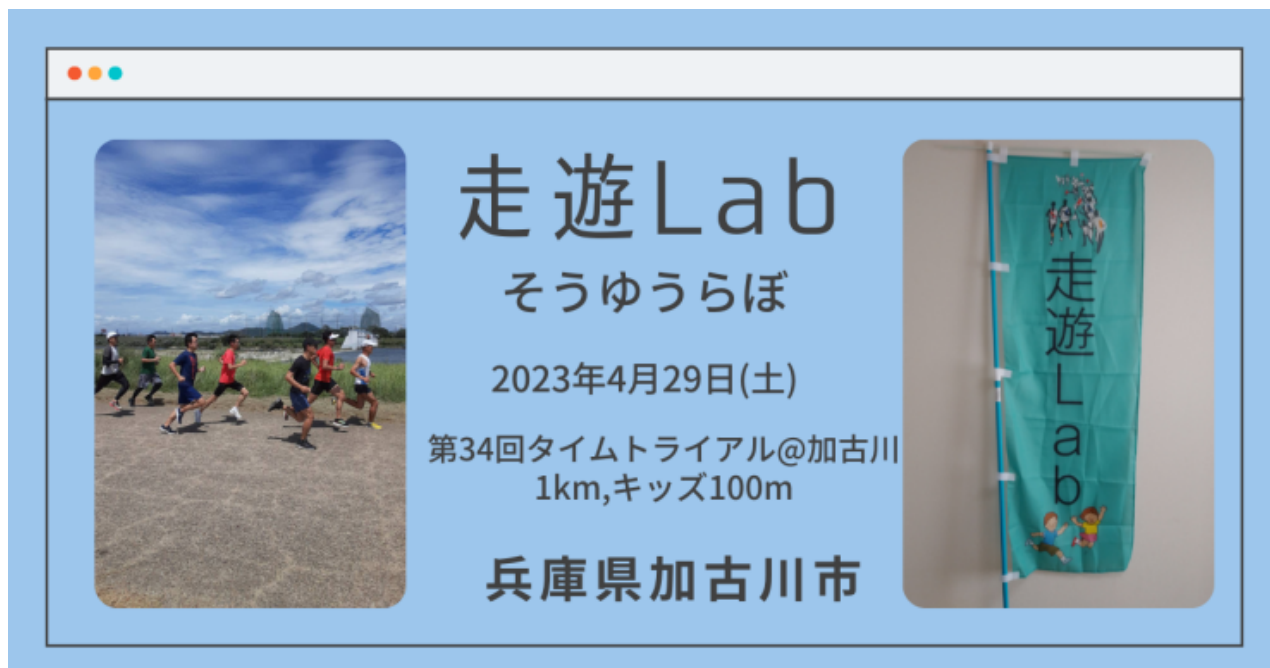 走遊Lab
そうゆうらぼ
2023年4月29日(土)
第34回タイムトライアル@加古川
1km,キッズ100m
兵庫県加古川市
走遊Lab